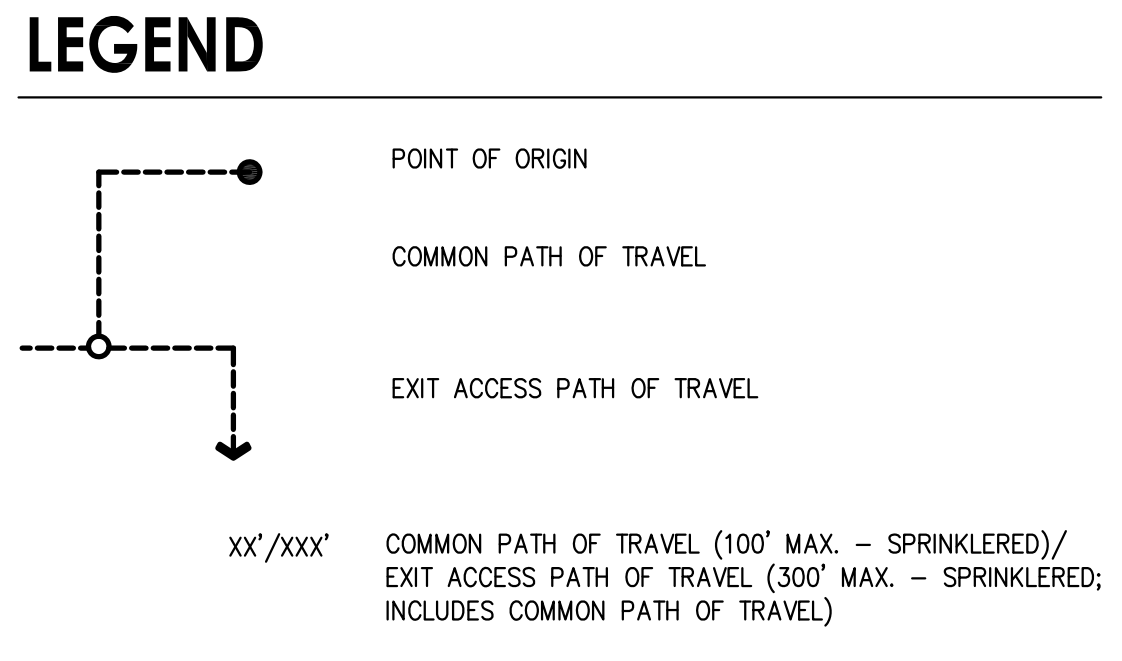 LEGEND
POINT OF ORIGIN
COMMON PATH OF TRAVEL
EXIT ACCESS PATH OF TRAVEL
XX'/XXX'
COMMON PATH OF TRAVEL (100' MAX. – SPRINKLERED)/
EXIT ACCESS PATH OF TRAVEL (300' MAX. – SPRINKLERED;
INCLUDES COMMON PATH OF TRAVEL)